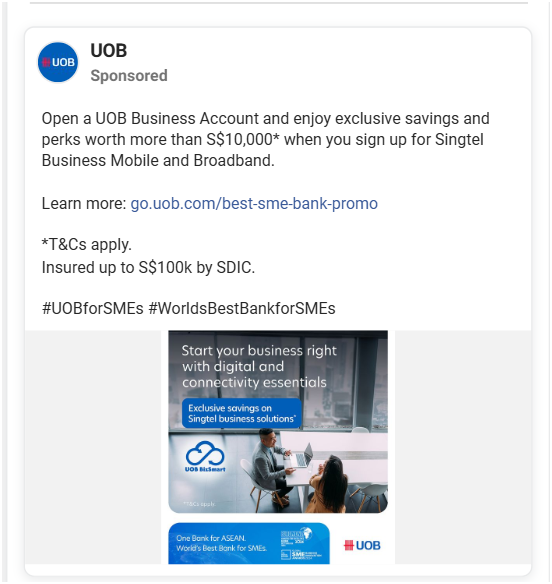 UOB
UOB
Sponsored
Open a UOB Business Account and enjoy exclusive savings and
perks worth more than S$10,000* when you sign up for Singtel
Business Mobile and Broadband.
Learn more: go.uob.com/best-sme-bank-promo
*T&Cs apply.
Insured up to S$100k by SDIC.
#UOBforSMEs #WorldsBestBankforSMEs
Start your business right
with digital and
connectivity essentials
Exclusive savings on
Singtel business solutions*
UOB BizSmart
*T&Cs apply.
One Bank for ASEAN.
World's Best Bank for SMEs.
SME
UOB